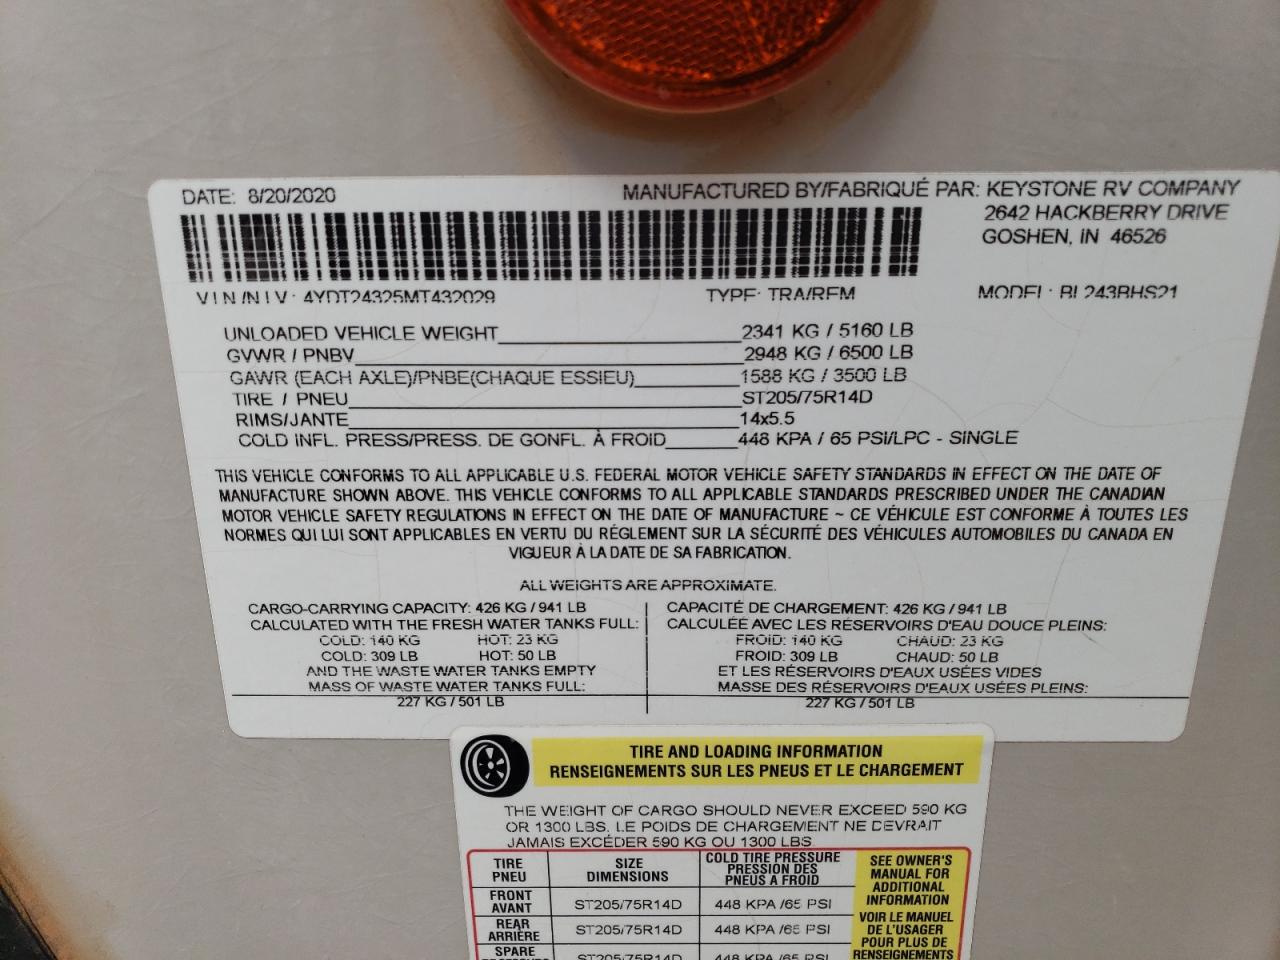 DATE: 8/20/2020
MANUFACTURED BY/FABRIQUÉ PAR: KEYSTONE RV COMPANY
2642 HACKBERRY DRIVE
GOSHEN, IN 46526
VIN/NIV: 4YDT24325MT432029 TYPE: TRA/REM MODEL: BL243BHS21
UNLOADED VEHICLE WEIGHT 2341 KG / 5160 LB
GVWR / PNBV 2948 KG / 6500 LB
GAWR (EACH AXLE)/PNBE(CHAQUE ESSIEU) 1588 KG / 3500 LB
TIRE / PNEU ST205/75R14D
RIMS/JANTE 14x5.5
COLD INFL. PRESS/PRESS. DE GONFL. À FROID 448 KPA / 65 PSI/LPC - SINGLE
THIS VEHICLE CONFORMS TO ALL APPLICABLE U.S. FEDERAL MOTOR VEHICLE SAFETY STANDARDS IN EFFECT ON THE DATE OF
MANUFACTURE SHOWN ABOVE. THIS VEHICLE CONFORMS TO ALL APPLICABLE STANDARDS PRESCRIBED UNDER THE CANADIAN
MOTOR VEHICLE SAFETY REGULATIONS IN EFFECT ON THE DATE OF MANUFACTURE ~ CE VÉHICULE EST CONFORME À TOUTES LES
NORMES QUI LUI SONT APPLICABLES EN VERTU DU RÉGLEMENT SUR LA SÉCURITÉ DES VÉHICULES AUTOMOBILES DU CANADA EN
VIGUEUR À LA DATE DE SA FABRICATION.
ALL WEIGHTS ARE APPROXIMATE.
CARGO-CARRYING CAPACITY: 426 KG / 941 LB
CALCULATED WITH THE FRESH WATER TANKS FULL:
COLD: 140 KG HOT: 23 KG
COLD: 309 LB HOT: 50 LB
AND THE WASTE WATER TANKS EMPTY
MASS OF WASTE WATER TANKS FULL:
227 KG / 501 LB
CAPACITÉ DE CHARGEMENT: 426 KG / 941 LB
CALCULÉE AVEC LES RÉSERVOIRS D'EAU DOUCE PLEINS:
FROID: 140 KG CHAUD: 23 KG
FROID: 309 LB CHAUD: 50 LB
ET LES RÉSERVOIRS D'EAUX USÉES VIDES
MASSE DES RÉSERVOIRS D'EAUX USÉES PLEINS:
227 KG / 501 LB
TIRE AND LOADING INFORMATION
RENSEIGNEMENTS SUR LES PNEUS ET LE CHARGEMENT
THE WEIGHT OF CARGO SHOULD NEVER EXCEED 590 KG
OR 1300 LBS. LE POIDS DE CHARGEMENT NE DEVRAIT
JAMAIS EXCÉDER 590 KG OU 1300 LBS.
TIRE
PNEU
SIZE
DIMENSIONS
COLD TIRE PRESSURE
PRESSION DES
PNEUS A FROID
FRONT
AVANT
ST205/75R14D
448 KPA /65 PSI
REAR
ARRIÈRE
ST205/75R14D
448 KPA /65 PSI
SPARE
ST205/75R14D
448 KPA /65 PSI
SEE OWNER'S
MANUAL FOR
ADDITIONAL
INFORMATION
VOIR LE MANUEL
DE L'USAGER
POUR PLUS DE
RENSEIGNEMENTS